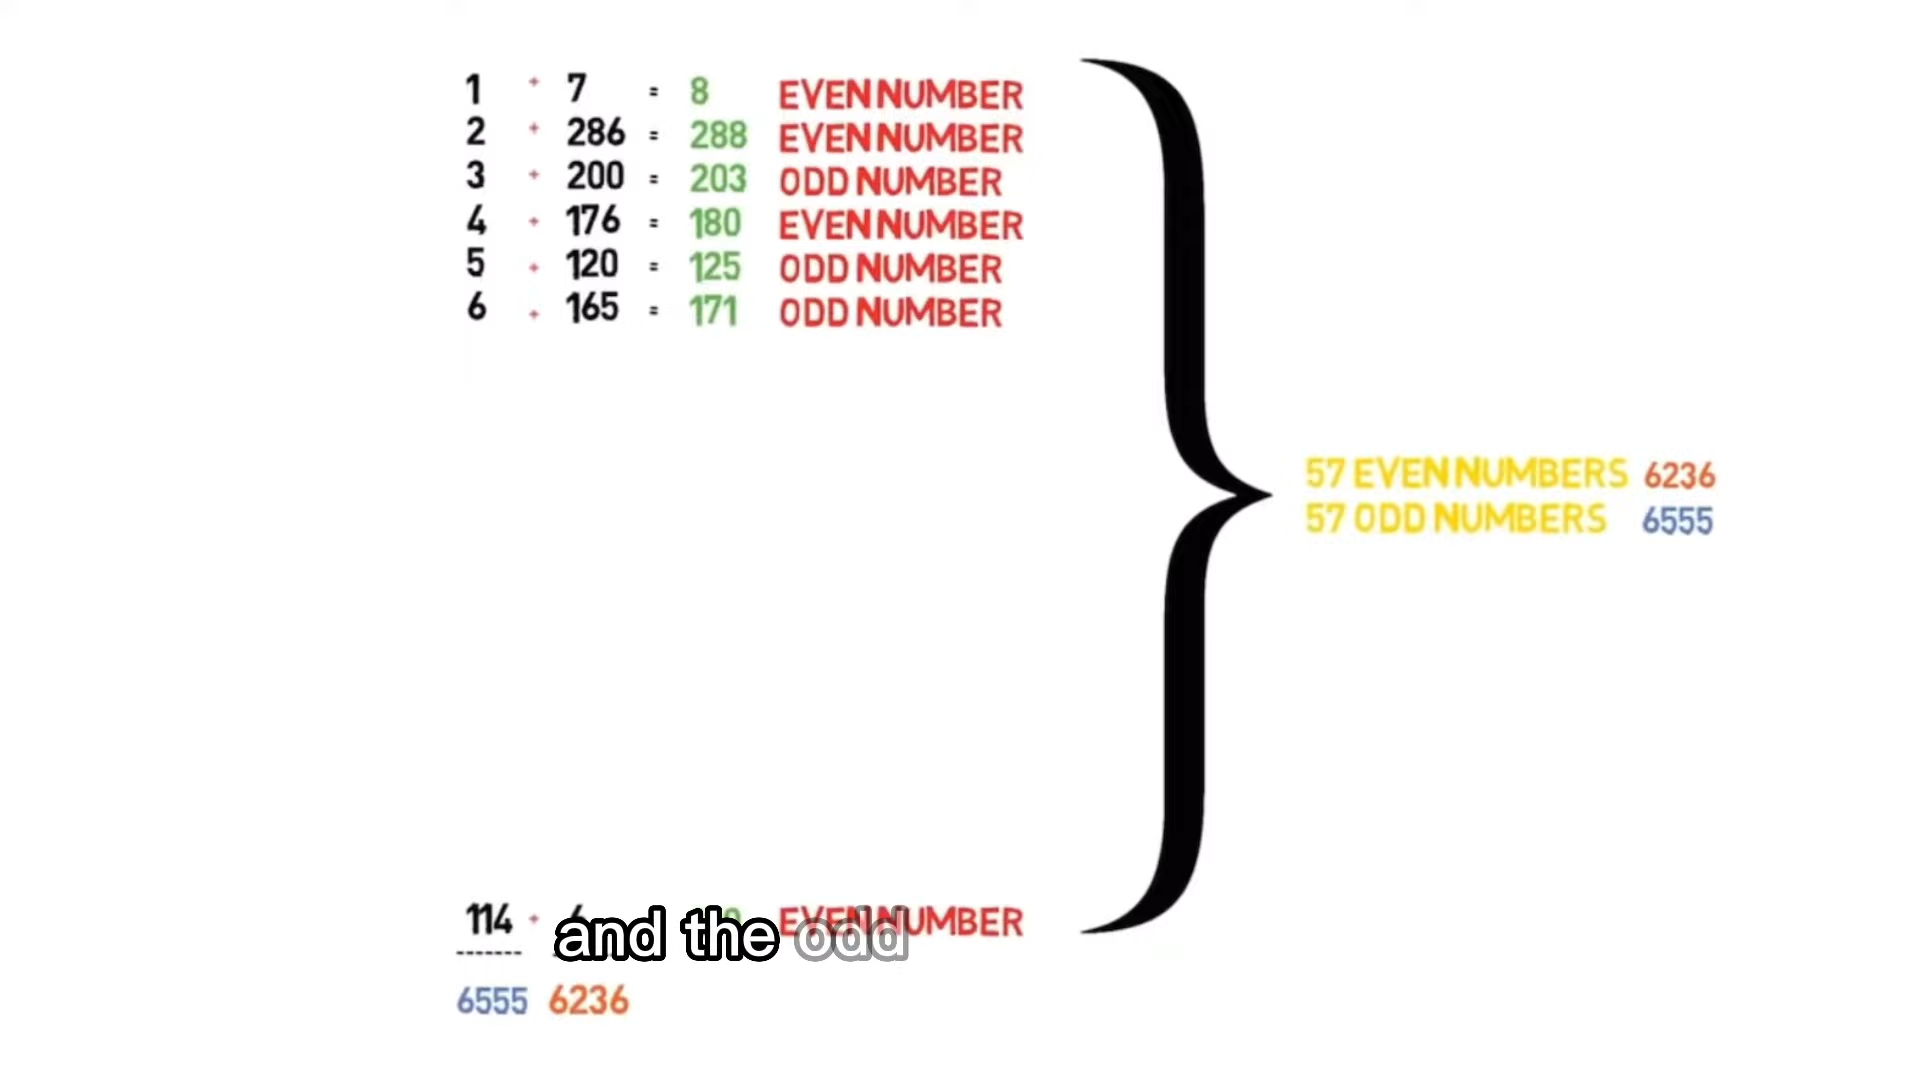 1 + 7 = 8 EVEN NUMBER
2 + 286 = 288 EVEN NUMBER
3 + 200 = 203 ODD NUMBER
4 + 176 = 180 EVEN NUMBER
5 + 120 = 125 ODD NUMBER
6 + 165 = 171 ODD NUMBER
57 EVEN NUMBERS 6236
57 ODD NUMBERS 6555
114 + EVEN NUMBER
and the odd
------- 
6555 6236